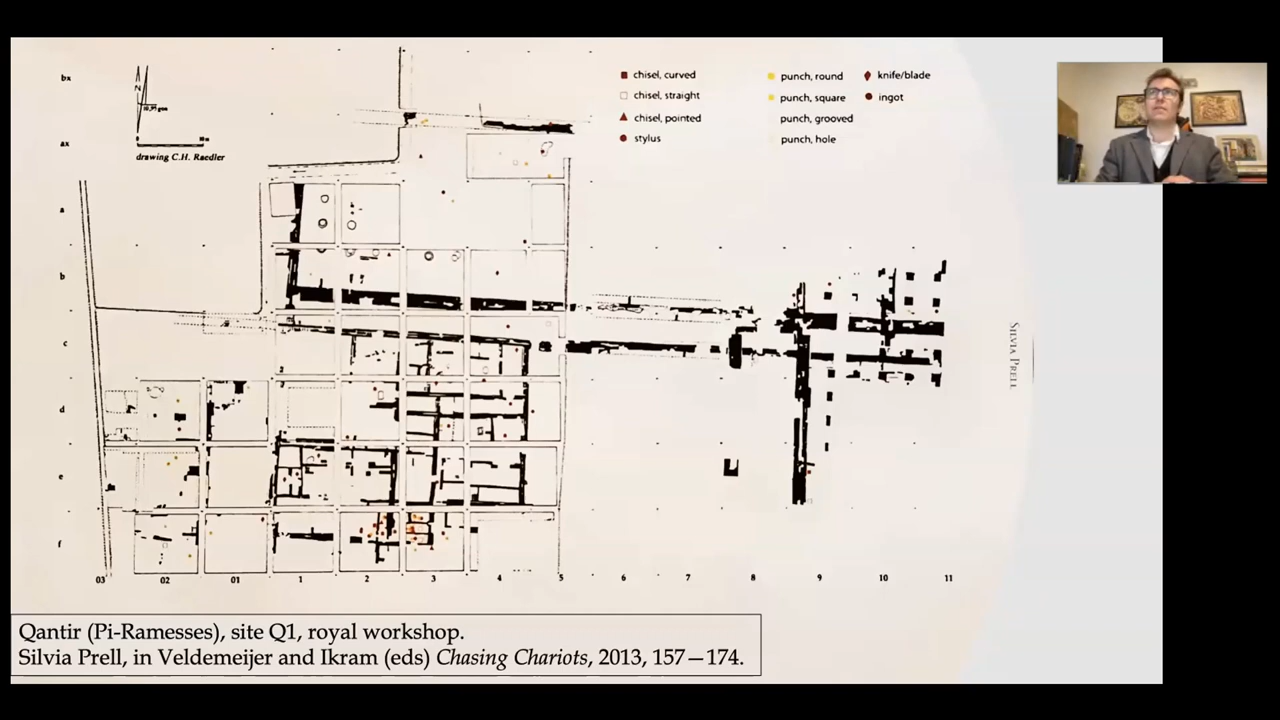 bx
ax
a
b
c
d
e
f
N
drawing C.H. Raedler
chisel, curved
chisel, straight
chisel, pointed
stylus
punch, round
punch, square
punch, grooved
punch, hole
knife/blade
ingot
SILVIA PRELL
03 02 01 1 2 3 4 5 6 7 8 9 10 11
Qantir (Pi-Ramesses), site Q1, royal workshop.
Silvia Prell, in Veldemeijer and Ikram (eds) Chasing Chariots, 2013, 157—174.